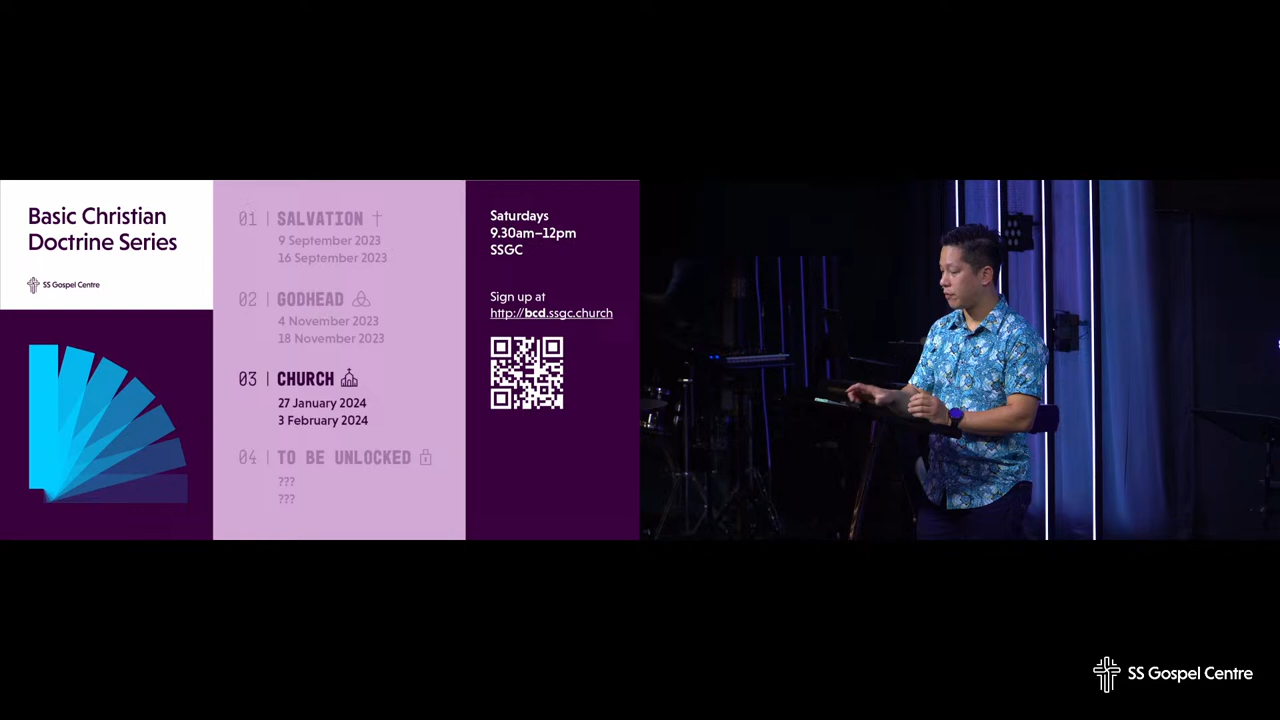 Basic Christian
Doctrine Series
SS Gospel Centre
01 | SALVATION
9 September 2023
16 September 2023
02 | GODHEAD
4 November 2023
18 November 2023
03 | CHURCH
27 January 2024
3 February 2024
04 | TO BE UNLOCKED
???
???
Saturdays
9.30am–12pm
SSGC
Sign up at
http://bcd.ssgc.church
SS Gospel Centre